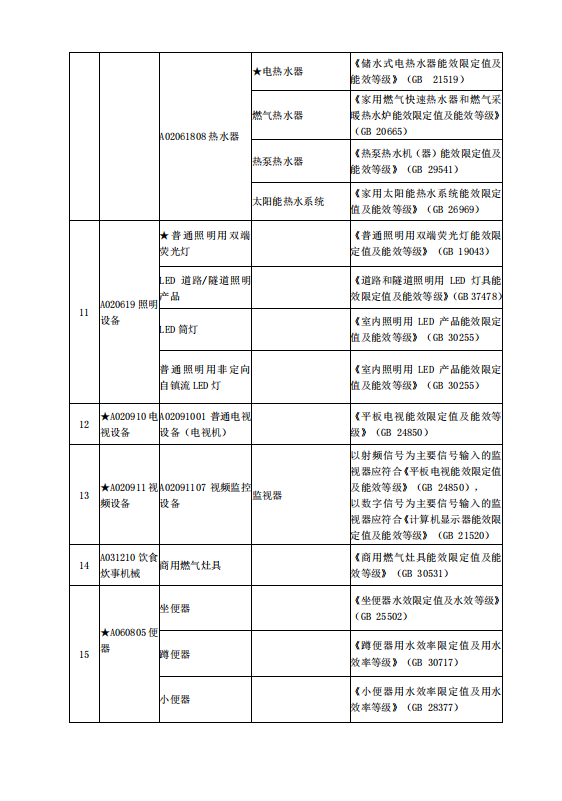 A02061808 热水器
★电热水器
《储水式电热水器能效限定值及
能效等级》（GB 21519）
燃气热水器
《家用燃气快速热水器和燃气采
暖热水炉能效限定值及能效等级》
（GB 20665）
热泵热水器
《热泵热水机（器）能效限定值及
能效等级》（GB 29541）
太阳能热水系统
《家用太阳能热水系统能效限定
值及能效等级》（GB 26969）
11
A020619 照明
设备
★普通照明用双端
荧光灯
《普通照明用双端荧光灯能效限
定值及能效等级》（GB 19043）
LED 道路/隧道照明
产品
《道路和隧道照明用 LED 灯具能
效限定值及能效等级》（GB 37478）
LED 筒灯
《室内照明用 LED 产品能效限定
值及能效等级》（GB 30255）
普通照明用非定向
自镇流 LED 灯
《室内照明用 LED 产品能效限定
值及能效等级》（GB 30255）
12
★A020910 电
视设备
A02091001 普通电视
设备（电视机）
《平板电视能效限定值及能效等
级》（GB 24850）
13
★A020911 视
频设备
A02091107 视频监控
设备
监视器
以射频信号为主要信号输入的监
视器应符合《平板电视能效限定值
及能效等级》（GB 24850），
以数字信号为主要信号输入的监
视器应符合《计算机显示器能效限
定值及能效等级》（GB 21520）
14
A031210 饮食
炊事机械
商用燃气灶具
《商用燃气灶具能效限定值及能
效等级》（GB 30531）
15
★A060805 便
器
坐便器
《坐便器水效限定值及水效等级》
（GB 25502）
蹲便器
《蹲便器用水效率限定值及用水
效率等级》（GB 30717）
小便器
《小便器用水效率限定值及用水
效率等级》（GB 28377）